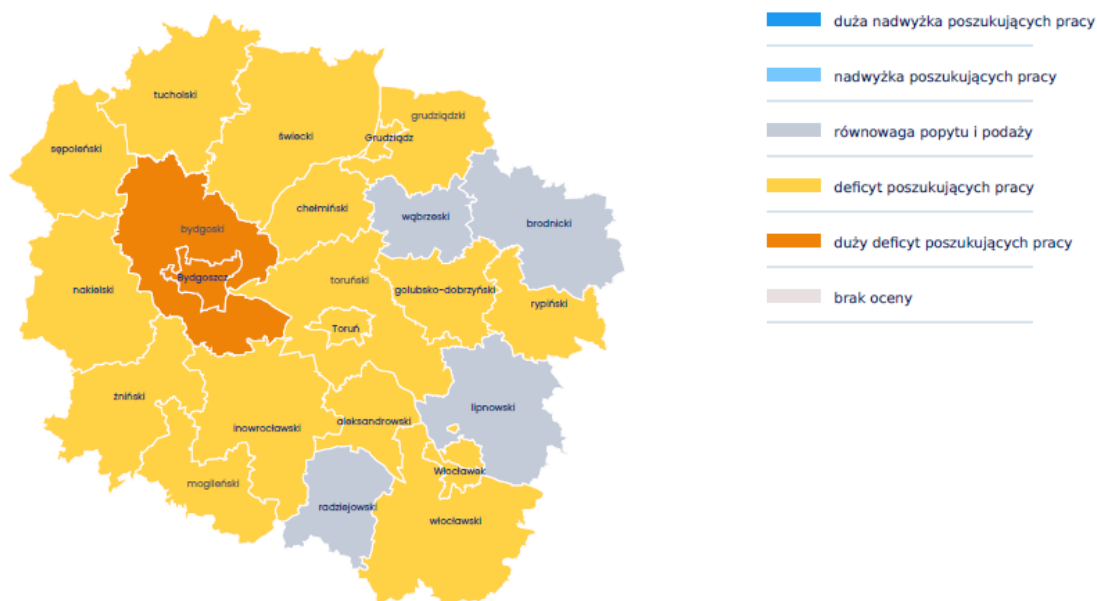 duża nadwyżka poszukujących pracy
nadwyżka poszukujących pracy
równowaga popytu i podaży
deficyt poszukujących pracy
duży deficyt poszukujących pracy
brak oceny
tucholski
grudziądzki
świecki
Grudziądz
sępoleński
chełmiński
wąbrzeski
brodnicki
bydgoski
Bydgoszcz
toruński
nakielski
golubsko-dobrzyński
rypiński
Toruń
żniński
lipnowski
aleksandrowski
inowrocławski
Włocławek
mogileński
radziejowski
włocławski